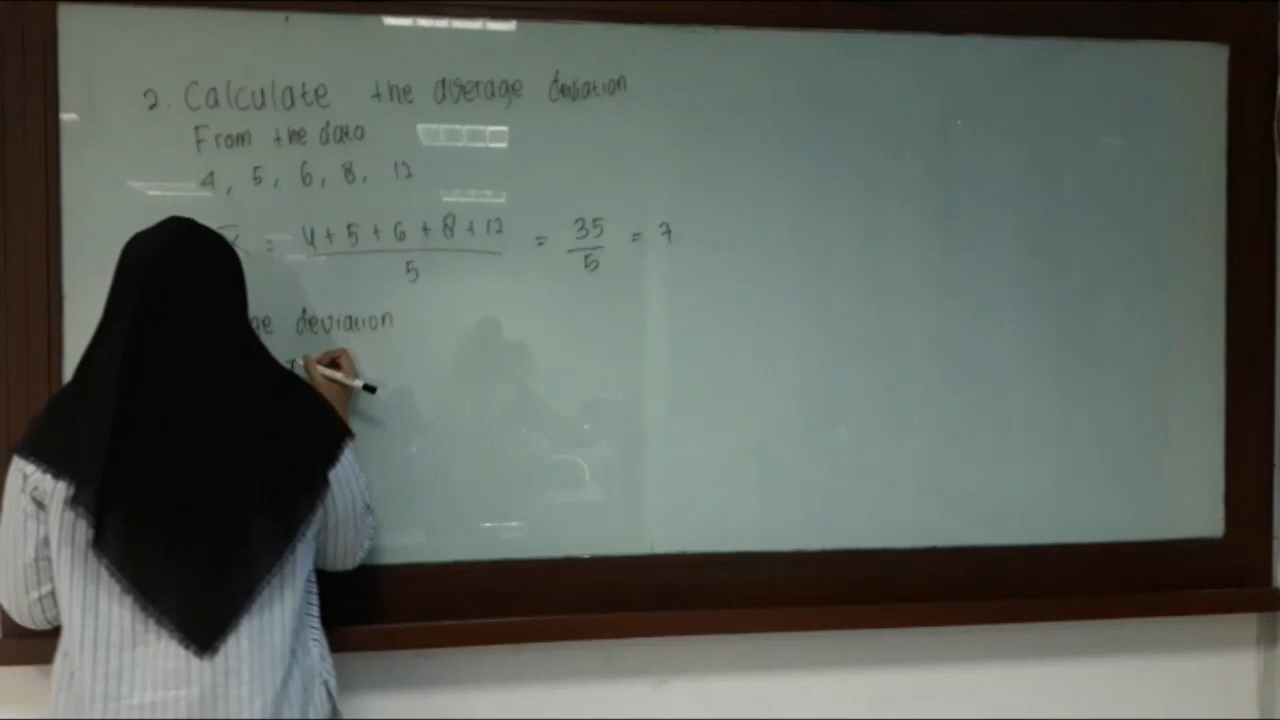 2. Calculate the average deviation
From the data
4, 5, 6, 8, 12
x̄ = 4 + 5 + 6 + 8 + 12 / 5 = 35 / 5 = 7
ge deviation